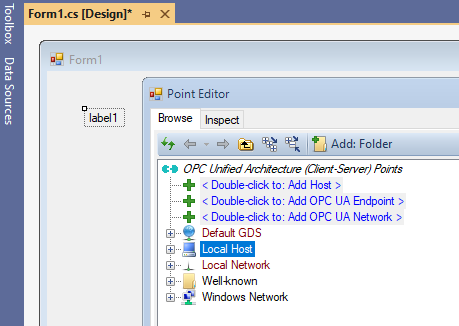 Form1.cs [Design]*
Toolbox
Data Sources
Form1
label1
Point Editor
Browse Inspect
Add: Folder
OPC Unified Architecture (Client-Server) Points
< Double-click to: Add Host >
< Double-click to: Add OPC UA Endpoint >
< Double-click to: Add OPC UA Network >
Default GDS
Local Host
Local Network
Well-known
Windows Network